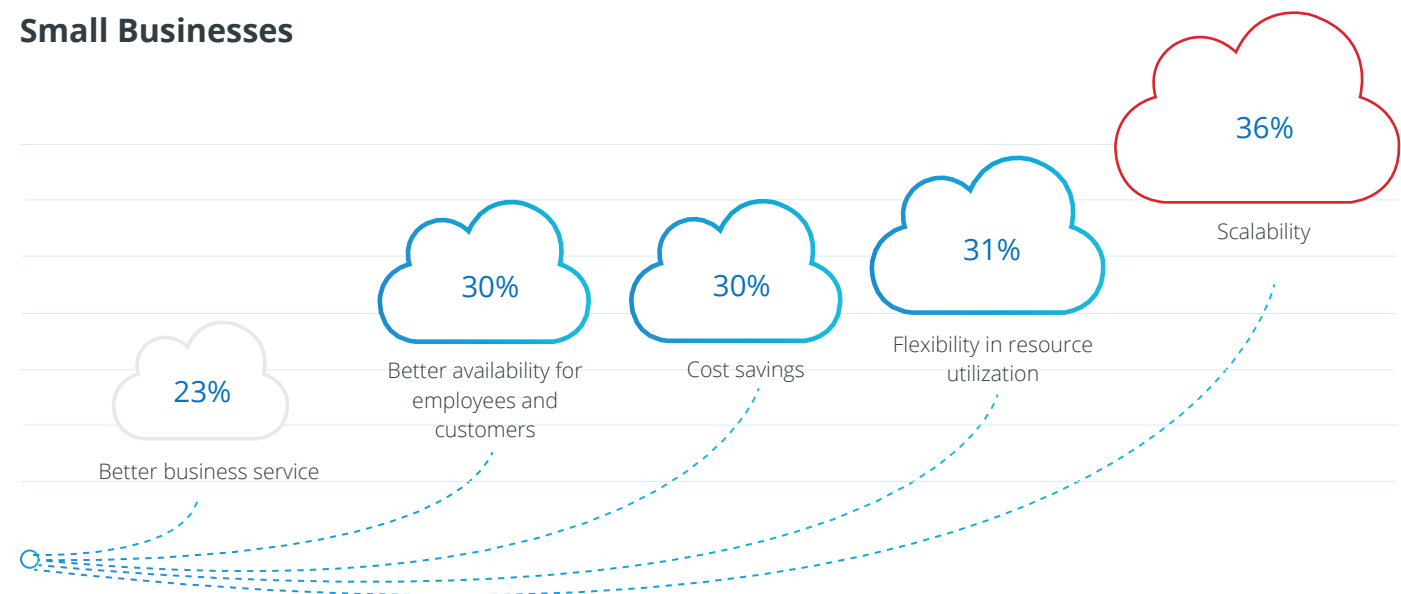 Small Businesses
23%
Better business service
30%
Better availability for
employees and
customers
30%
Cost savings
31%
Flexibility in resource
utilization
36%
Scalability